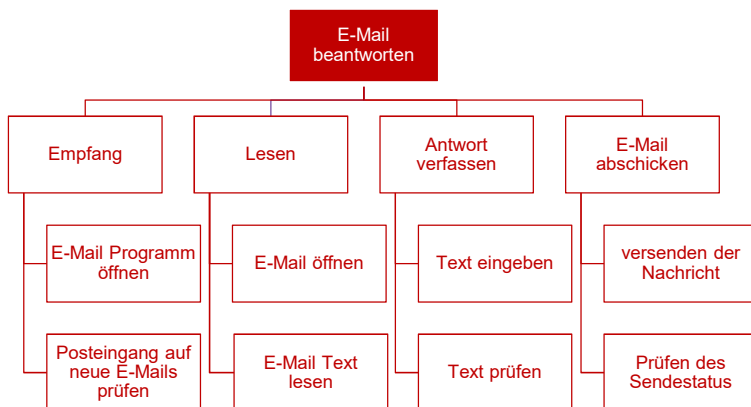 E-Mail
beantworten
Empfang
Lesen
Antwort
verfassen
E-Mail
abschicken
E-Mail Programm
öffnen
E-Mail öffnen
Text eingeben
versenden der
Nachricht
Posteingang auf
neue E-Mails
prüfen
E-Mail Text
lesen
Text prüfen
Prüfen des
Sendestatus